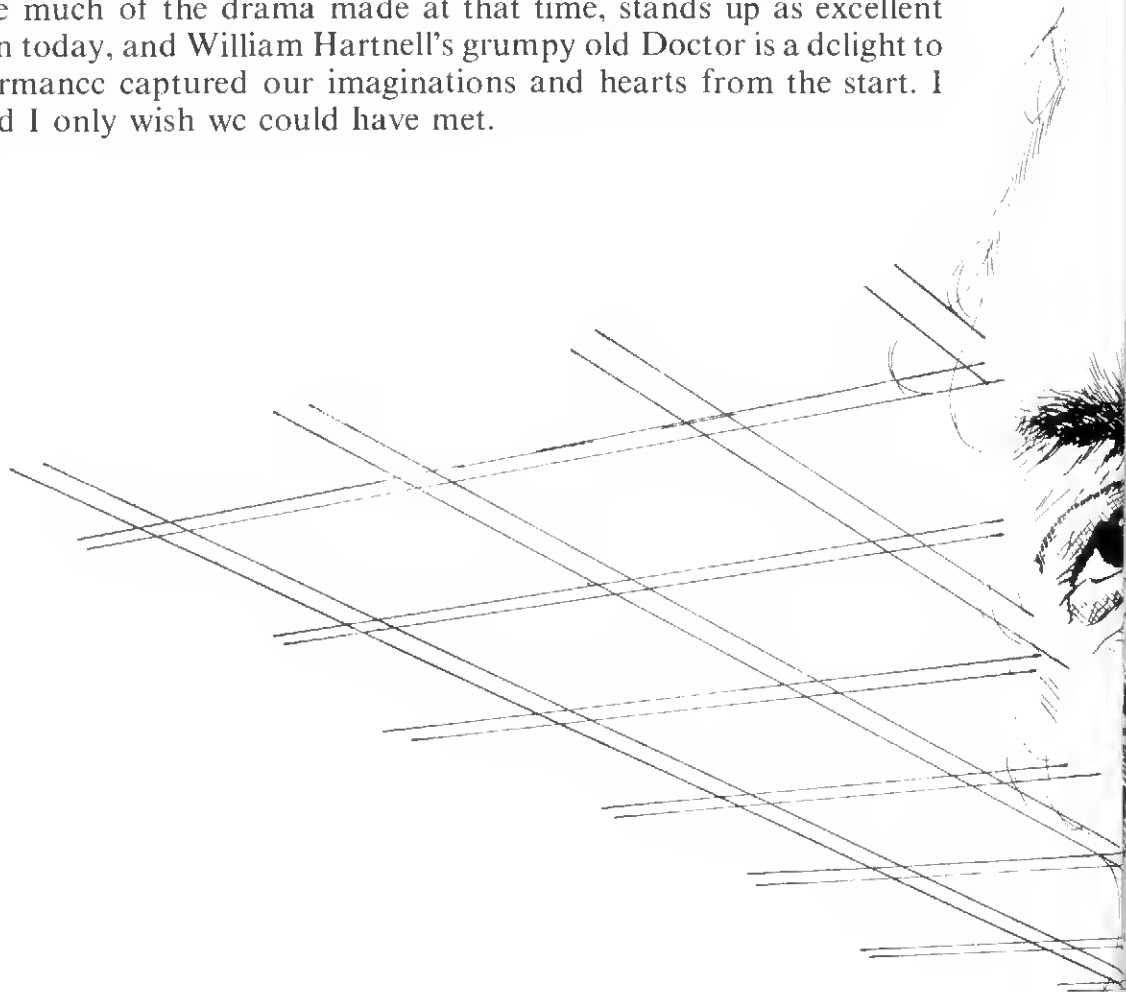 e much of the drama made at that time, stands up as excellent
n today, and William Hartnell's grumpy old Doctor is a delight to
rmance captured our imaginations and hearts from the start. I
d I only wish we could have met.